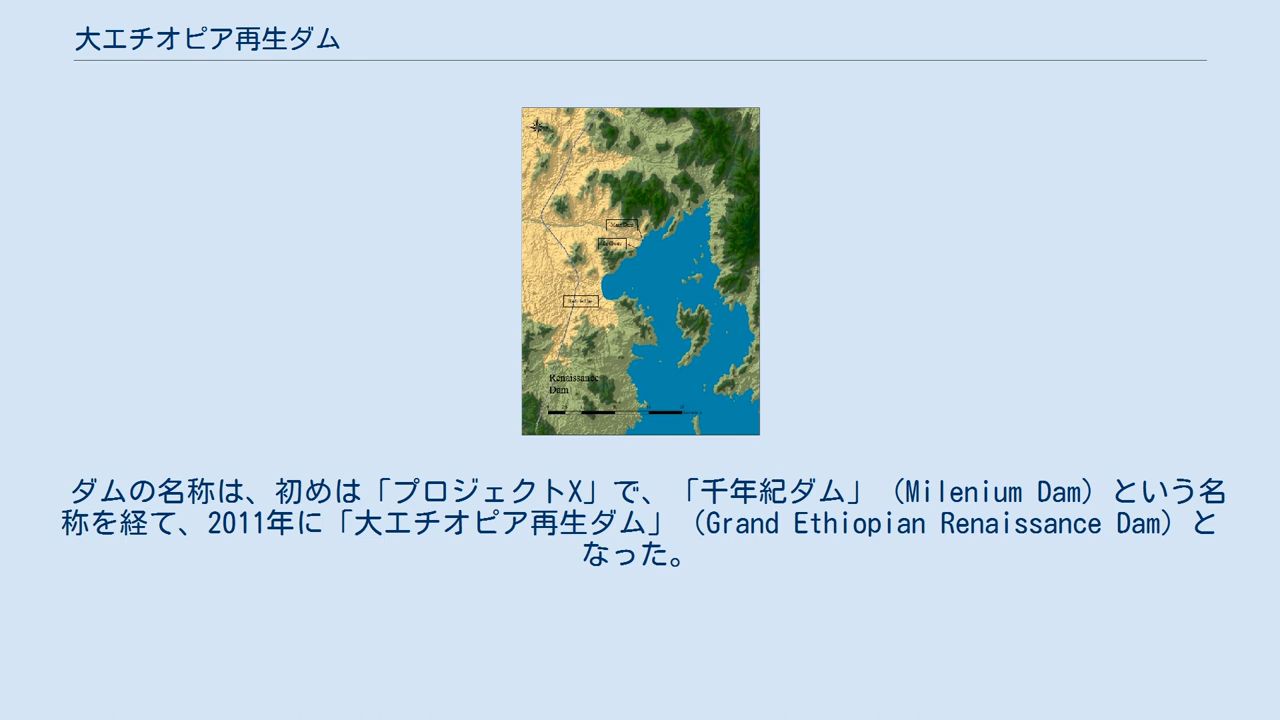 大エチオピア再生ダム
Renaissance
Dam
ダムの名称は、初めは「プロジェクトX」で、「千年紀ダム」（Milenium Dam）という名
称を経て、2011年に「大エチオピア再生ダム」（Grand Ethiopian Renaissance Dam）と
なった。